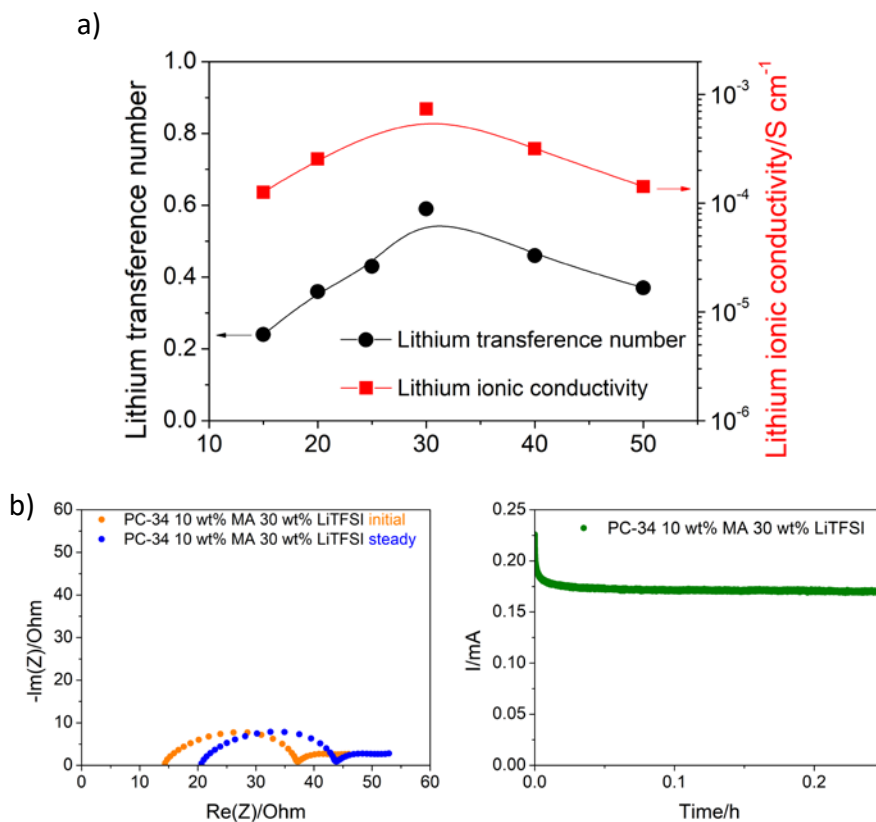 a)
Lithium transference number
1.0
0.8
0.6
0.4
0.2
0.0
10 20 30 40 50
10⁻³
10⁻⁴
10⁻⁵
10⁻⁶
Lithium ionic conductivity/S cm⁻¹
Lithium transference number
Lithium ionic conductivity
b)
-Im(Z)/Ohm
60
50
40
30
20
10
0
PC-34 10 wt% MA 30 wt% LiTFSI initial
PC-34 10 wt% MA 30 wt% LiTFSI steady
0 10 20 30 40 50 60
Re(Z)/Ohm
I/mA
0.25
0.20
0.15
0.10
0.05
0.00
PC-34 10 wt% MA 30 wt% LiTFSI
0.0 0.1 0.2
Time/h